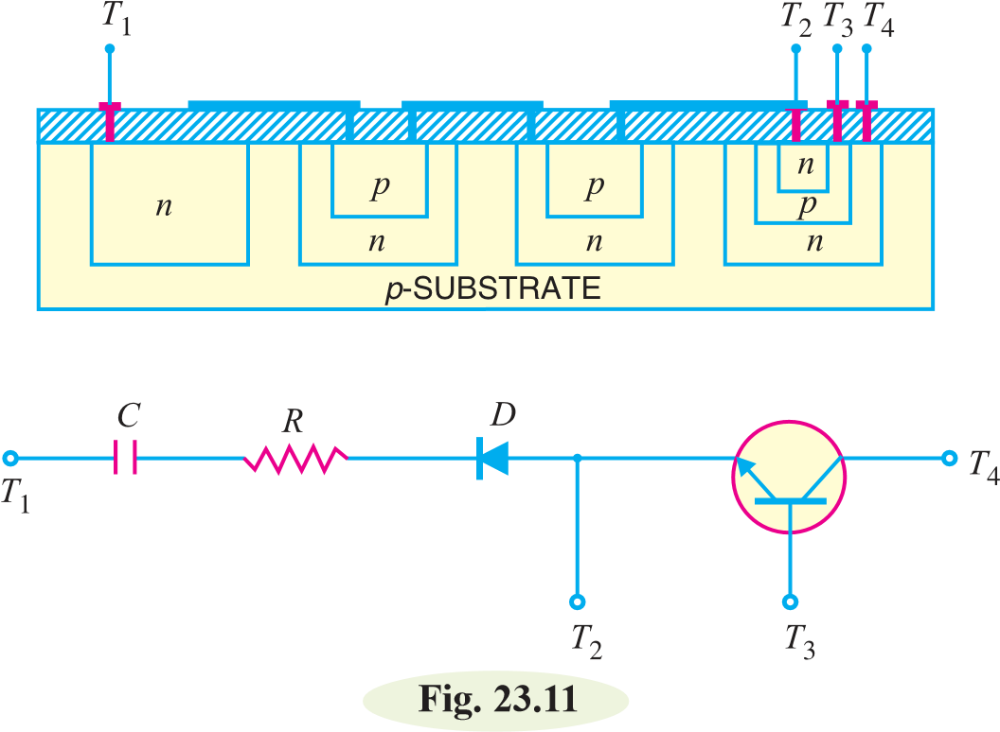 T1 T2 T3 T4
n p p n
p
n n n
p-SUBSTRATE
C R D
T1 T4
T2 T3
Fig. 23.11